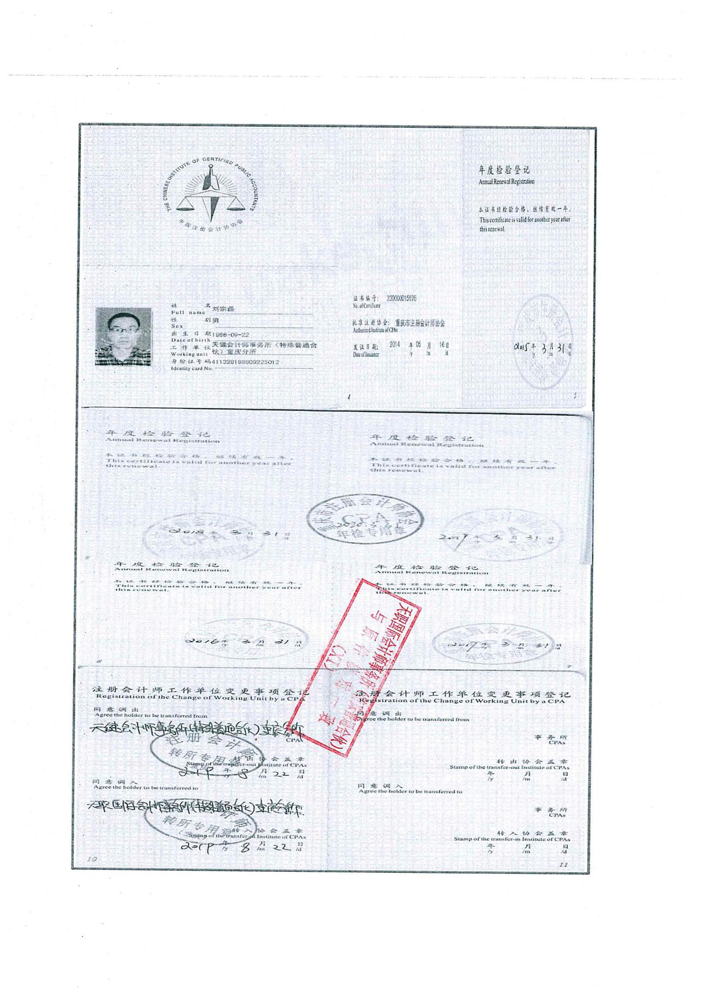 THE CHINESE INSTITUTE OF CERTIFIED PUBLIC ACCOUNTANTS
中国注册会计师协会
姓 名 刘宗磊
Full name
性 别 男
Sex
出生日期 1986-09-22
Date of birth
工作单位 天健会计师事务所（特殊普通合
Working unit 伙）重庆分所
身份证号码 411328198609225012
Identity card No.
证书编号： 330000015976
No. of Certificate
批准注册协会： 重庆市注册会计师协会
Authorized Institute of CPAs
发证日期： 2014 年 05 月 16 日
Date of Issuance /y /m /d
4
年度检验登记
Annual Renewal Registration
本证书经检验合格，继续有效一年。
This certificate is valid for another year after
this renewal.
2015年 3月 31日
/y /m /d
5
年度检验登记
Annual Renewal Registration
本证书经检验合格，继续有效一年。
This certificate is valid for another year after
this renewal.
2018年 3月 31日
年度检验登记
Annual Renewal Registration
本证书经检验合格，继续有效一年。
This certificate is valid for another year after
this renewal.
重庆市注册会计师协会
CPA
年检专用章
2019年 3月 31日
年度检验登记
Annual Renewal Registration
本证书经检验合格，继续有效一年。
This certificate is valid for another year after
this renewal.
2016年 3月 31日
6
年度检验登记
Annual Renewal Registration
本证书经检验合格，继续有效一年。
This certificate is valid for another year after
this renewal.
2017年 3月 31日
7
天职国际会计师事务所（特殊普通合伙）
与原件核对一致
（XI）
注册会计师工作单位变更事项登记
Registration of the Change of Working Unit by a CPA
同意调出
Agree the holder to be transferred from
天健会计师事务所(特殊普通合伙)重庆分所
CPAs
注册会计师
转所专用章
转出协会盖章
Stamp of the transfer-out Institute of CPAs
2019年 8月 22日
/y /m /d
同意调入
Agree the holder to be transferred to
天职国际会计师事务所(特殊普通合伙)重庆分所
转所专用章
转入协会盖章
Stamp of the transfer-in Institute of CPAs
2019年 8月 22日
/y /m /d
10
注册会计师工作单位变更事项登记
Registration of the Change of Working Unit by a CPA
同意调出
Agree the holder to be transferred from
事务所
CPAs
转出协会盖章
Stamp of the transfer-out Institute of CPAs
年 月 日
/y /m /d
同意调入
Agree the holder to be transferred to
事务所
CPAs
转入协会盖章
Stamp of the transfer-in Institute of CPAs
年 月 日
/y /m /d
11